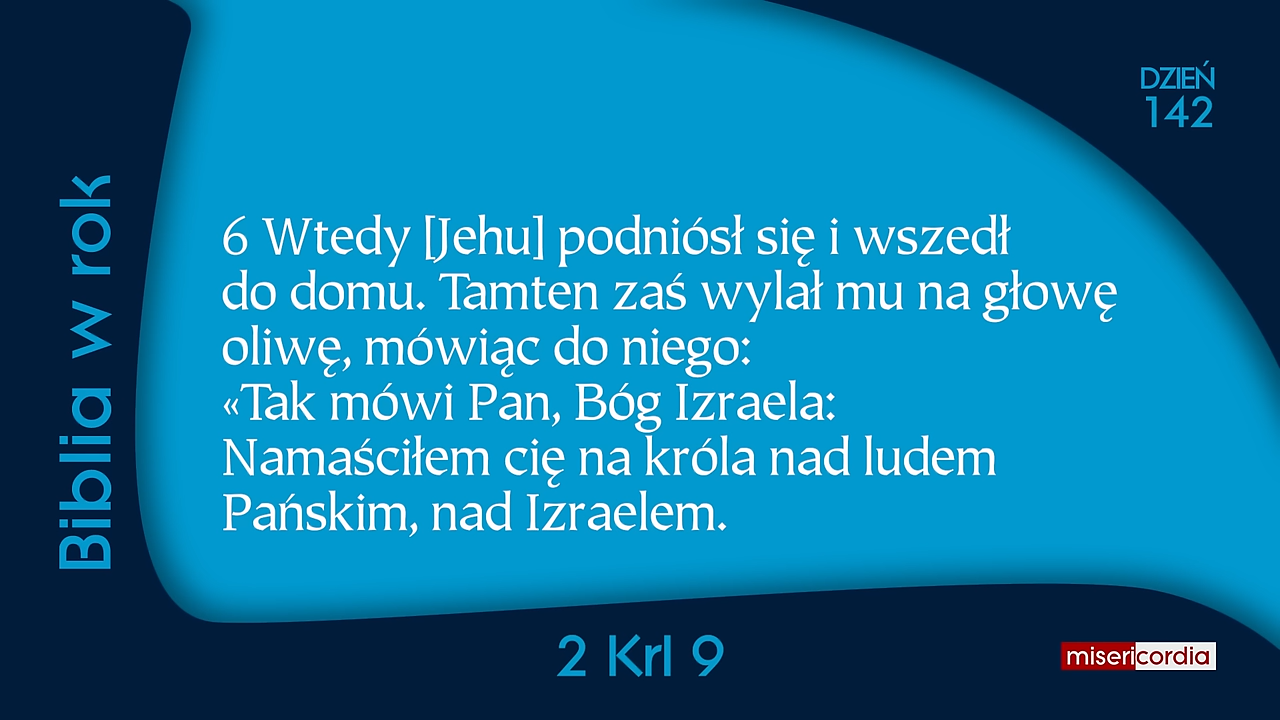 DZIEŃ
142
Biblia w rok
6 Wtedy [Jehu] podniósł się i wszedł
do domu. Tamten zaś wylał mu na głowę
oliwę, mówiąc do niego:
«Tak mówi Pan, Bóg Izraela:
Namaściłem cię na króla nad ludem
Pańskim, nad Izraelem.
2 Krl 9
misericordia